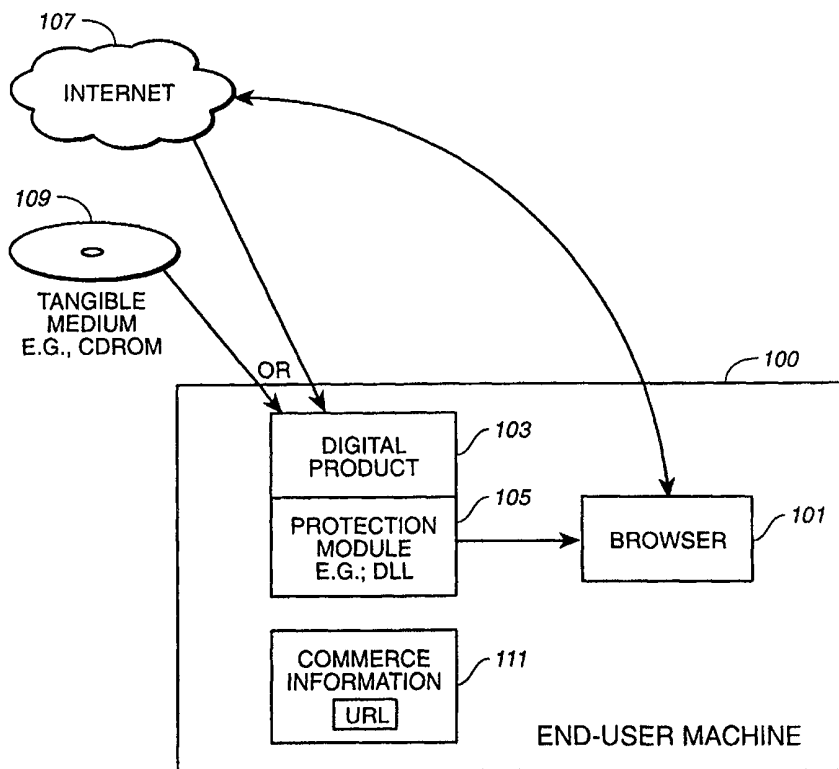 107
INTERNET
109
TANGIBLE
MEDIUM
E.G., CDROM
OR
100
DIGITAL
PRODUCT
103
PROTECTION
MODULE
E.G.; DLL
105
BROWSER
101
COMMERCE
INFORMATION
URL
111
END-USER MACHINE